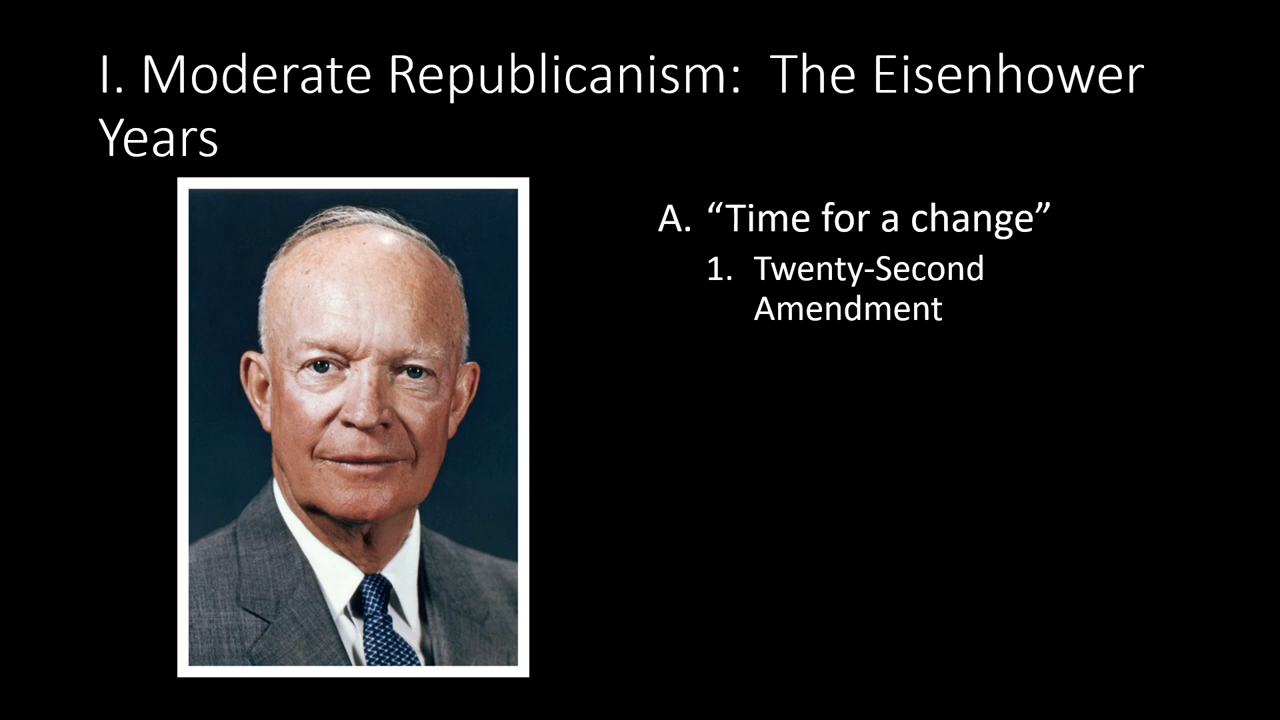 I. Moderate Republicanism:  The Eisenhower
Years
A. “Time for a change”
1. Twenty-Second
Amendment